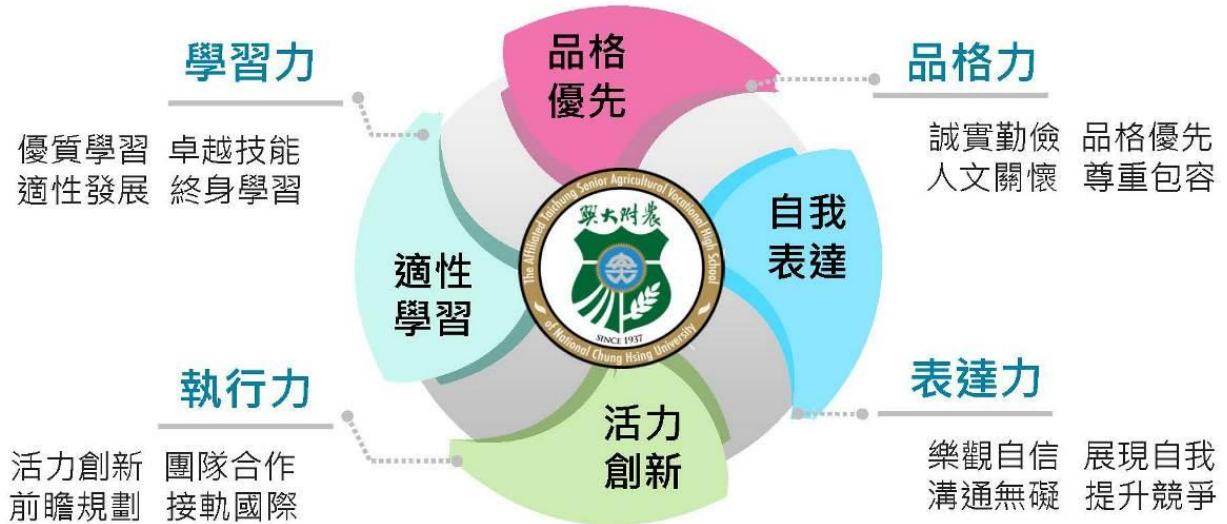 學習力
優質學習 卓越技能
適性發展 終身學習
品格
優先
品格力
誠實勤儉 品格優先
人文關懷 尊重包容
適性
學習
興大附農
The Affiliated Taichung Senior Agricultural Vocational High School
of National Chung Hsing University
SINCE 1937
自我
表達
執行力
活力創新 團隊合作
前瞻規劃 接軌國際
活力
創新
表達力
樂觀自信 展現自我
溝通無礙 提升競爭